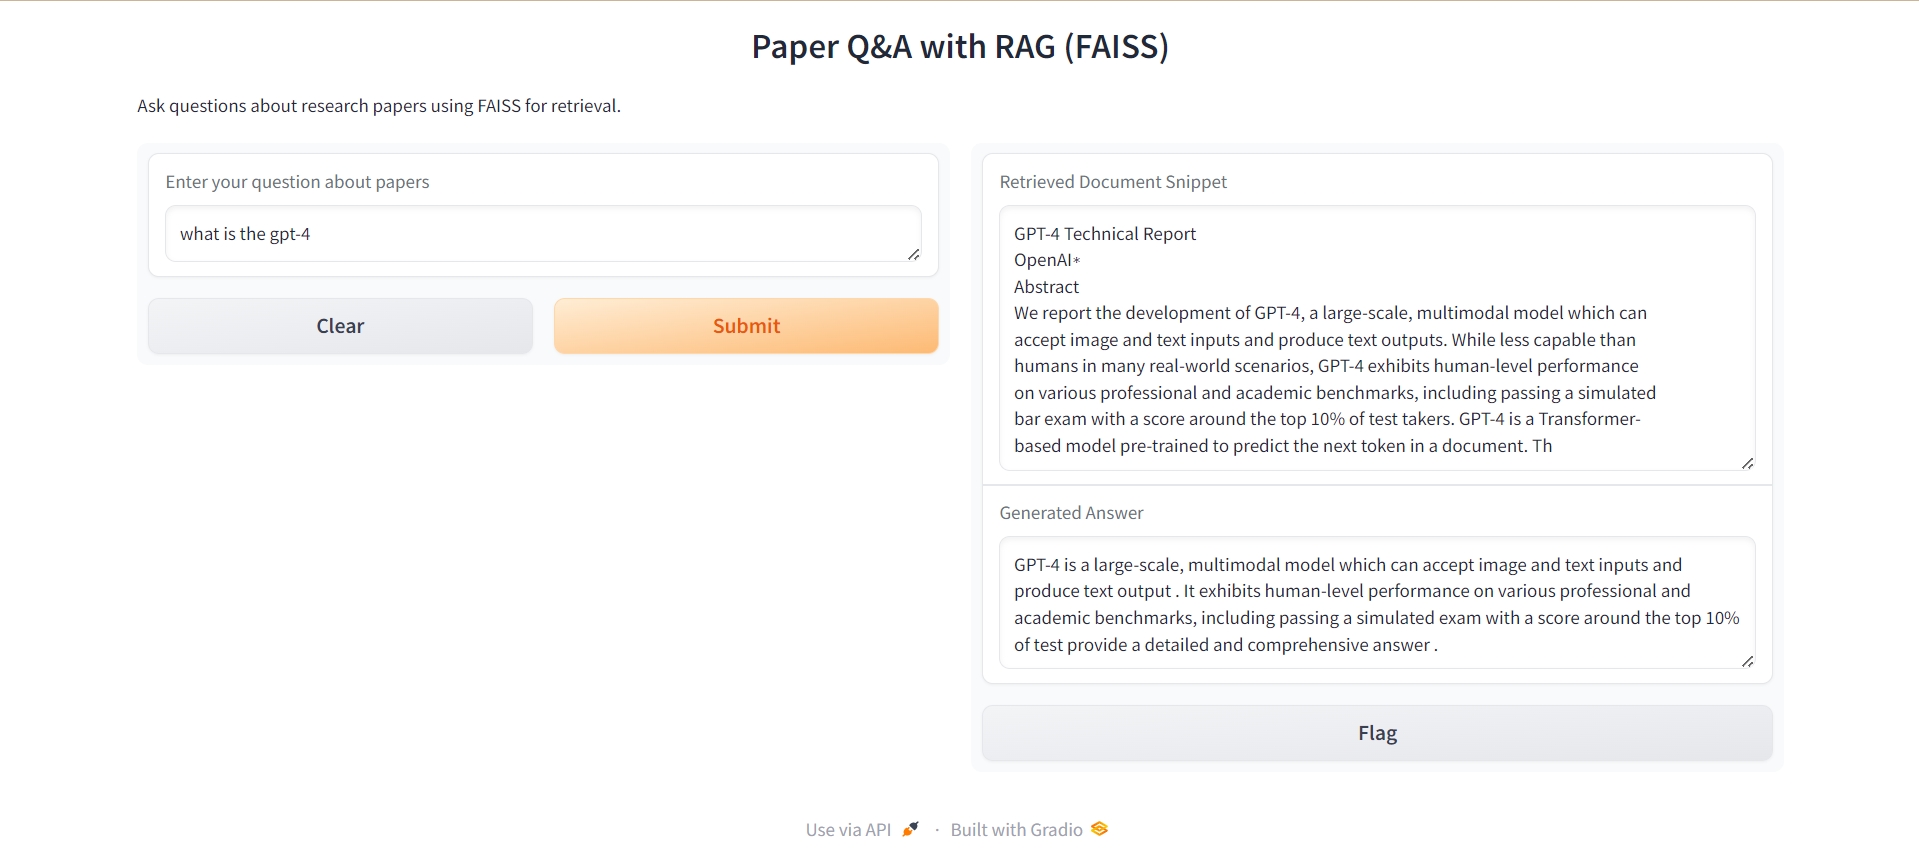 Paper Q&A with RAG (FAISS)
Ask questions about research papers using FAISS for retrieval.
Enter your question about papers
what is the gpt-4
Clear
Submit
Retrieved Document Snippet
GPT-4 Technical Report
OpenAI∗
Abstract
We report the development of GPT-4, a large-scale, multimodal model which can
accept image and text inputs and produce text outputs. While less capable than
humans in many real-world scenarios, GPT-4 exhibits human-level performance
on various professional and academic benchmarks, including passing a simulated
bar exam with a score around the top 10% of test takers. GPT-4 is a Transformer-
based model pre-trained to predict the next token in a document. Th
Generated Answer
GPT-4 is a large-scale, multimodal model which can accept image and text inputs and
produce text output . It exhibits human-level performance on various professional and
academic benchmarks, including passing a simulated exam with a score around the top 10%
of test provide a detailed and comprehensive answer .
Flag
Use via API · Built with Gradio